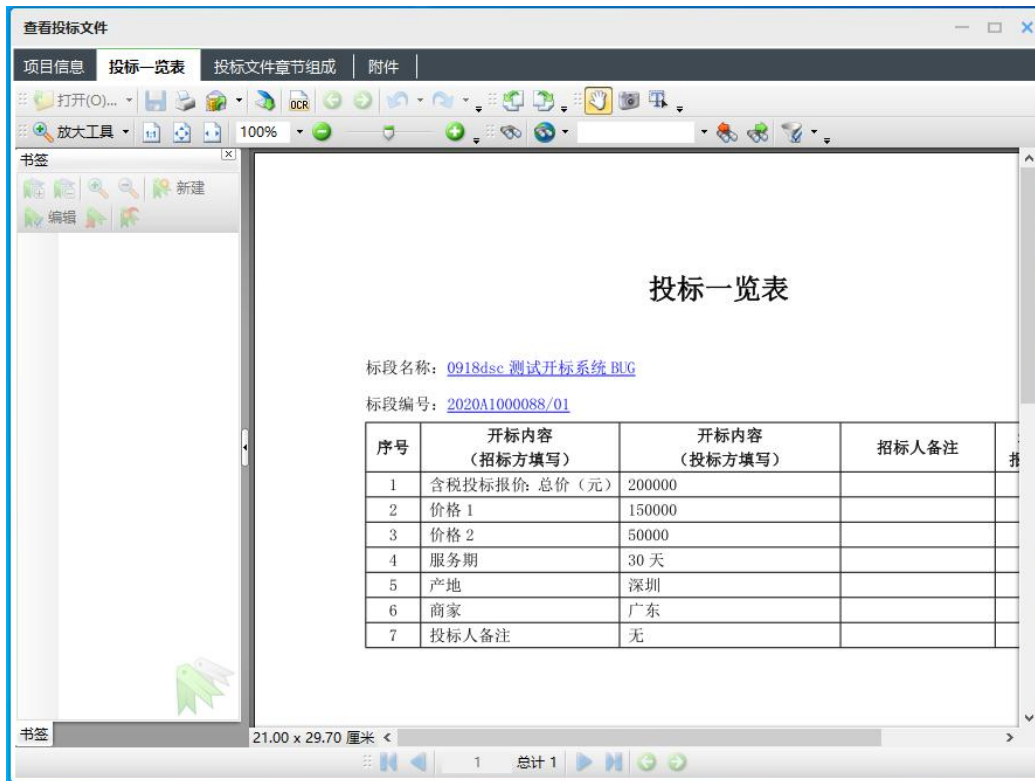 查看投标文件
项目信息 投标一览表 投标文件章节组成 附件
打开(O)... OCR
放大工具 1:1 100%
书签
新建
编辑
投标一览表
标段名称：0918dsc 测试开标系统 BUG
标段编号：2020A1000088/01
序号 开标内容（招标方填写） 开标内容（投标方填写） 招标人备注
1 含税投标报价：总价（元） 200000
2 价格 1 150000
3 价格 2 50000
4 服务期 30 天
5 产地 深圳
6 商家 广东
7 投标人备注 无
书签
21.00 x 29.70 厘米
1 总计 1